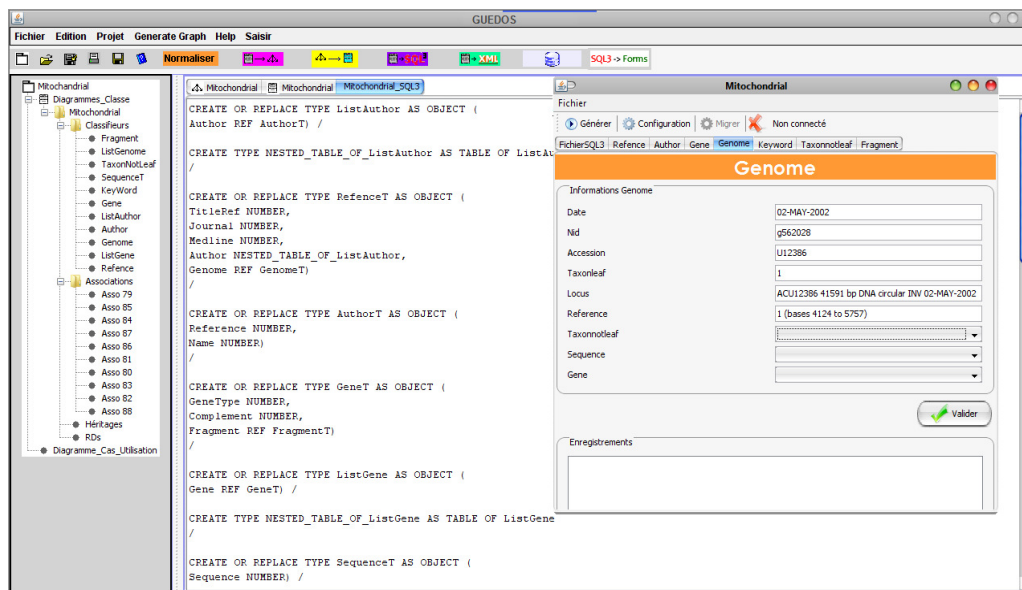 GUEDOS
Fichier Edition Projet Generate Graph Help Saisir
Normaliser
XML
SQL3 -> Forms
Mitochandrial
Diagrammes_Classe
Mitochandrial
Classifieurs
Fragment
ListGenome
TaxonNotLeaf
SequenceT
KeyWord
Gene
ListAuthor
Author
Genome
ListGene
Refence
Associations
Asso 79
Asso 85
Asso 84
Asso 87
Asso 86
Asso 81
Asso 80
Asso 83
Asso 82
Asso 88
Héritages
RDs
Diagramme_Cas_Utilisation
Mitochandrial Mitochandrial Mitochondrial_SQL3
CREATE OR REPLACE TYPE ListAuthor AS OBJECT (
Author REF AuthorT) /
CREATE TYPE NESTED_TABLE_OF_ListAuthor AS TABLE OF ListAu
/
CREATE OR REPLACE TYPE RefenceT AS OBJECT (
TitleRef NUMBER,
Journal NUMBER,
Medline NUMBER,
Author NESTED_TABLE_OF_ListAuthor,
Genome REF GenomeT)
/
CREATE OR REPLACE TYPE AuthorT AS OBJECT (
Reference NUMBER,
Name NUMBER)
/
CREATE OR REPLACE TYPE GeneT AS OBJECT (
GeneType NUMBER,
Complement NUMBER,
Fragment REF FragmentT)
/
CREATE OR REPLACE TYPE ListGene AS OBJECT (
Gene REF GeneT) /
CREATE TYPE NESTED_TABLE_OF_ListGene AS TABLE OF ListGene
/
CREATE OR REPLACE TYPE SequenceT AS OBJECT (
Sequence NUMBER) /
Mitochandrial
Fichier
Générer Configuration Migrer Non connecté
FichierSQL3 Refence Author Gene Genome Keyword Taxonnotleaf Fragment
Genome
Informations Genome
Date 02-MAY-2002
Nid g562028
Accession U12386
Taxonleaf 1
Locus ACU12386 41591 bp DNA circular INV 02-MAY-2002
Reference 1 (bases 4124 to 5757)
Taxonnotleaf
Sequence
Gene
Valider
Enregistrements